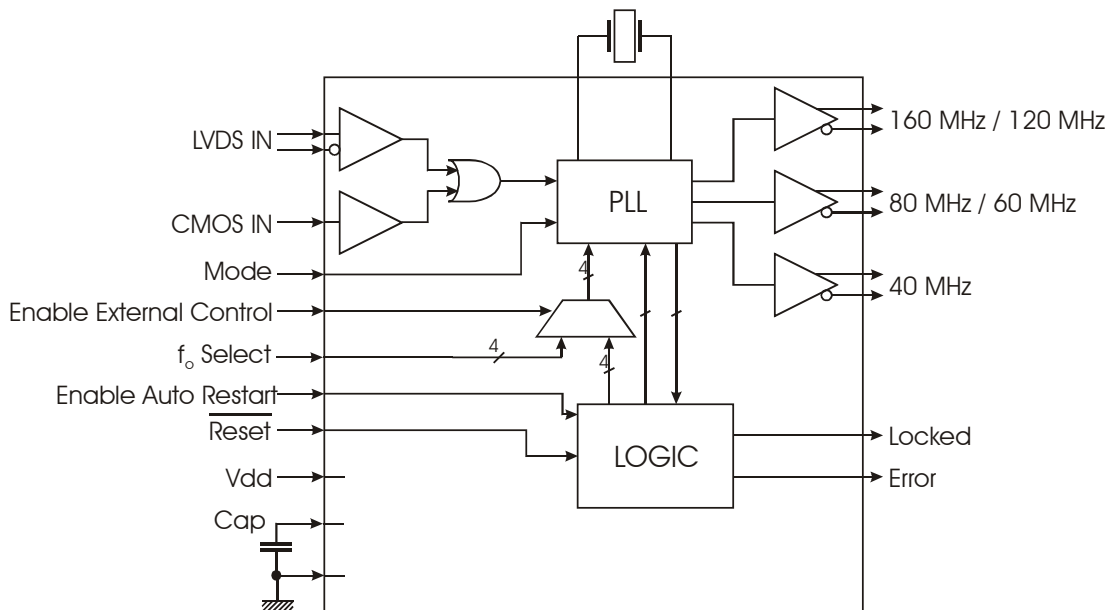 LVDS IN
CMOS IN
Mode
Enable External Control
fo Select
Enable Auto Restart
Reset
Vdd
Cap
PLL
4
4
4
LOGIC
160 MHz / 120 MHz
80 MHz / 60 MHz
40 MHz
Locked
Error